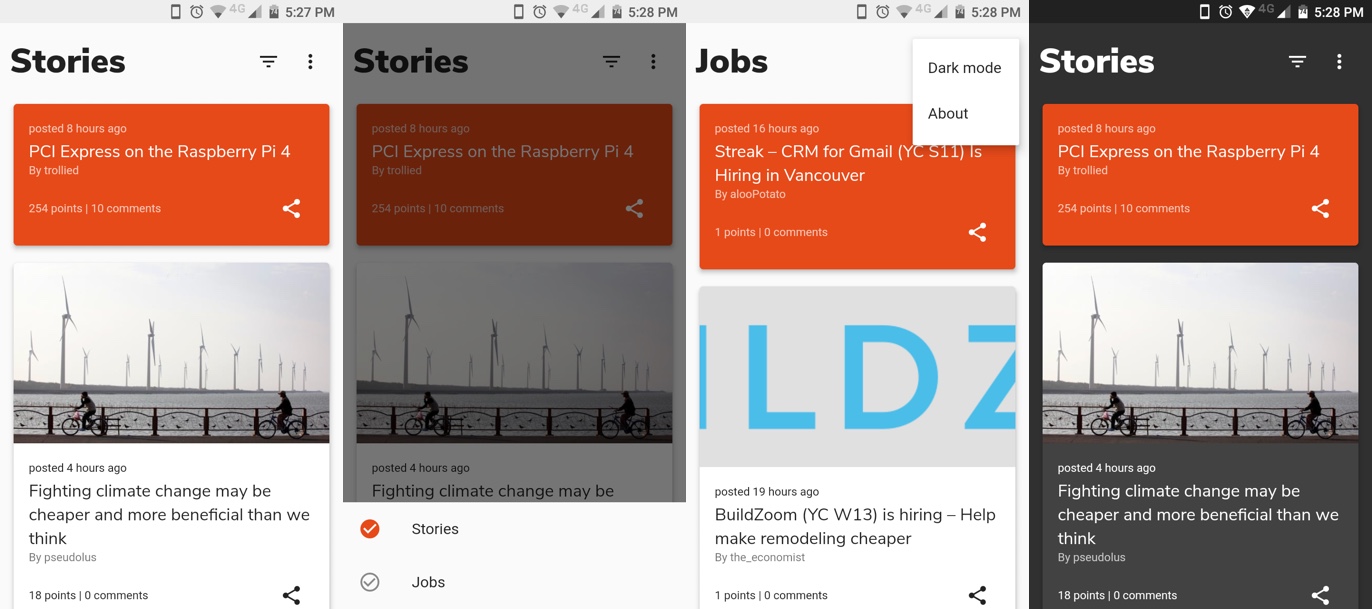 4G 5:27 PM
Stories
posted 8 hours ago
PCI Express on the Raspberry Pi 4
By trollied
254 points | 10 comments
posted 4 hours ago
Fighting climate change may be
cheaper and more beneficial than we
think
By pseudolus
18 points | 0 comments
4G 5:28 PM
Stories
posted 8 hours ago
PCI Express on the Raspberry Pi 4
By trollied
254 points | 10 comments
posted 4 hours ago
Fighting climate change may be
Stories
Jobs
4G 5:28 PM
Jobs
Dark mode
About
posted 16 hours ago
Streak – CRM for Gmail (YC S11) Is
Hiring in Vancouver
By alooPotato
1 points | 0 comments
ILDZ
posted 19 hours ago
BuildZoom (YC W13) is hiring – Help
make remodeling cheaper
By the_economist
1 points | 0 comments
4G 5:28 PM
Stories
posted 8 hours ago
PCI Express on the Raspberry Pi 4
By trollied
254 points | 10 comments
posted 4 hours ago
Fighting climate change may be
cheaper and more beneficial than we
think
By pseudolus
18 points | 0 comments